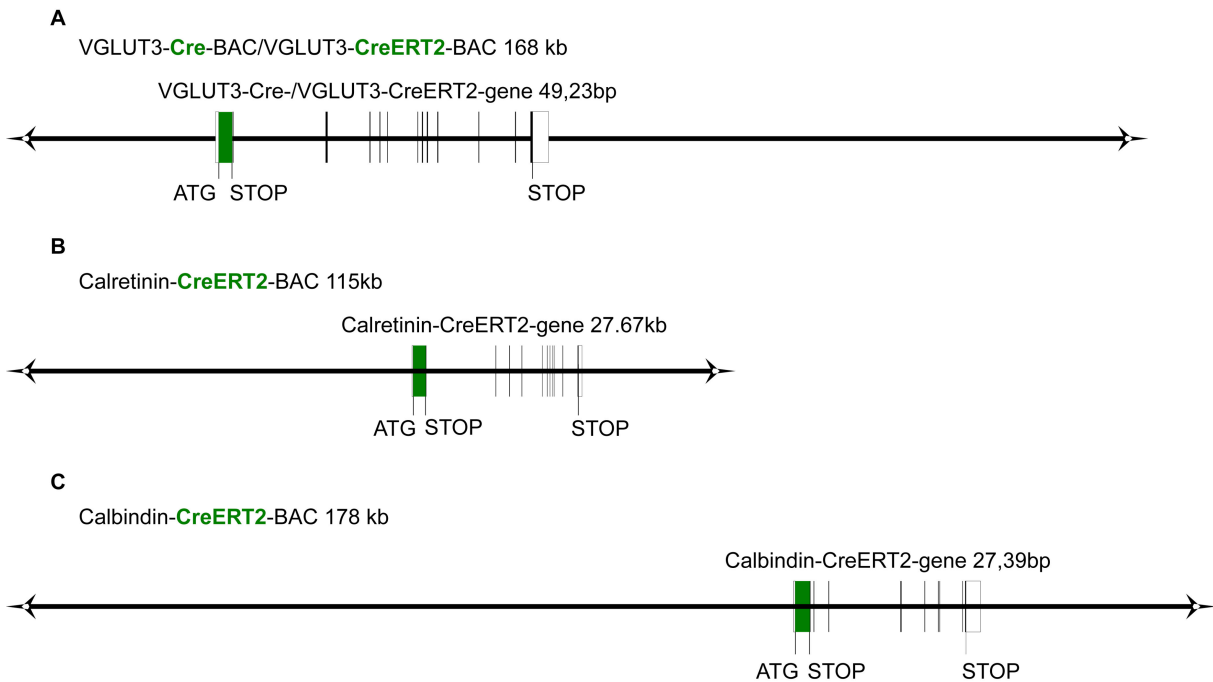 A
VGLUT3-Cre-BAC/VGLUT3-CreERT2-BAC 168 kb
VGLUT3-Cre-/VGLUT3-CreERT2-gene 49,23bp
ATG STOP STOP
B
Calretinin-CreERT2-BAC 115kb
Calretinin-CreERT2-gene 27.67kb
ATG STOP STOP
C
Calbindin-CreERT2-BAC 178 kb
Calbindin-CreERT2-gene 27,39bp
ATG STOP STOP